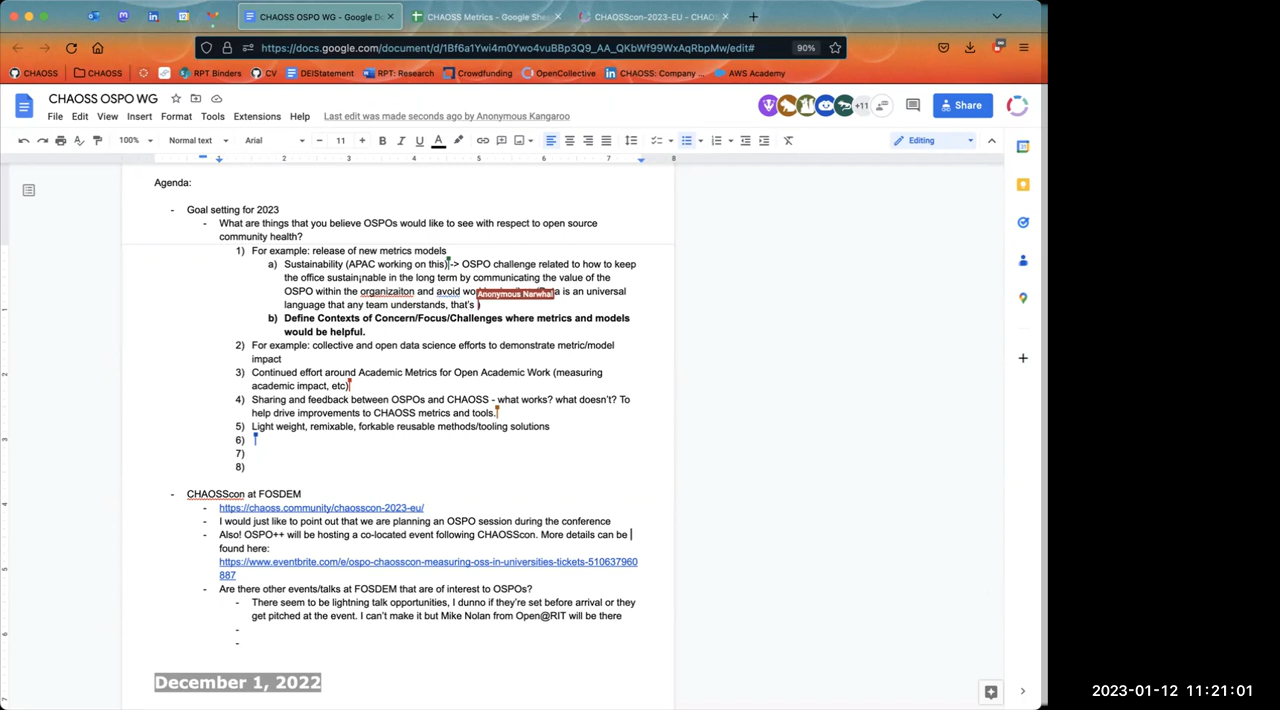 CHAOSS OSPO WG - Google D
CHAOSS Metrics - Google She
CHAOSScon-2023-EU - CHAO
https://docs.google.com/document/d/1Bf6a1Ywi4m0Ywo4vuBBp3Q9_AA_QKbWf99WxAqRbpMw/edit#
90%
CHAOSS
CHAOSS
RPT Binders
CV
DEIStatement
RPT: Research
Crowdfunding
OpenCollective
CHAOSS: Company ...
AWS Academy
CHAOSS OSPO WG
+11
Share
File Edit View Insert Format Tools Extensions Help Last edit was made seconds ago by Anonymous Kangaroo
100% Normal text Arial 11 Editing
2 3 4 5 6 7 8
Agenda:
- Goal setting for 2023
- What are things that you believe OSPOs would like to see with respect to open source
community health?
1) For example: release of new metrics models
a) Sustainability (APAC working on this)-> OSPO challenge related to how to keep
the office sustainable in the long term by communicating the value of the
OSPO within the organizaiton and avoid is an universal
Anonymous Narwhal
language that any team understands, that's
b) Define Contexts of Concern/Focus/Challenges where metrics and models
would be helpful.
2) For example: collective and open data science efforts to demonstrate metric/model
impact
3) Continued effort around Academic Metrics for Open Academic Work (measuring
academic impact, etc)
4) Sharing and feedback between OSPOs and CHAOSS - what works? what doesn't? To
help drive improvements to CHAOSS metrics and tools.
5) Light weight, remixable, forkable reusable methods/tooling solutions
6)
7)
8)
- CHAOSScon at FOSDEM
- https://chaoss.community/chaosscon-2023-eu/
- I would just like to point out that we are planning an OSPO session during the conference
- Also! OSPO++ will be hosting a co-located event following CHAOSScon. More details can be
found here:
https://www.eventbrite.com/e/ospo-chaosscon-measuring-oss-in-universities-tickets-510637960
887
- Are there other events/talks at FOSDEM that are of interest to OSPOs?
- There seem to be lightning talk opportunities, I dunno if they're set before arrival or they
get pitched at the event. I can't make it but Mike Nolan from Open@RIT will be there
-
-
December 1, 2022
2023-01-12 11:21:01